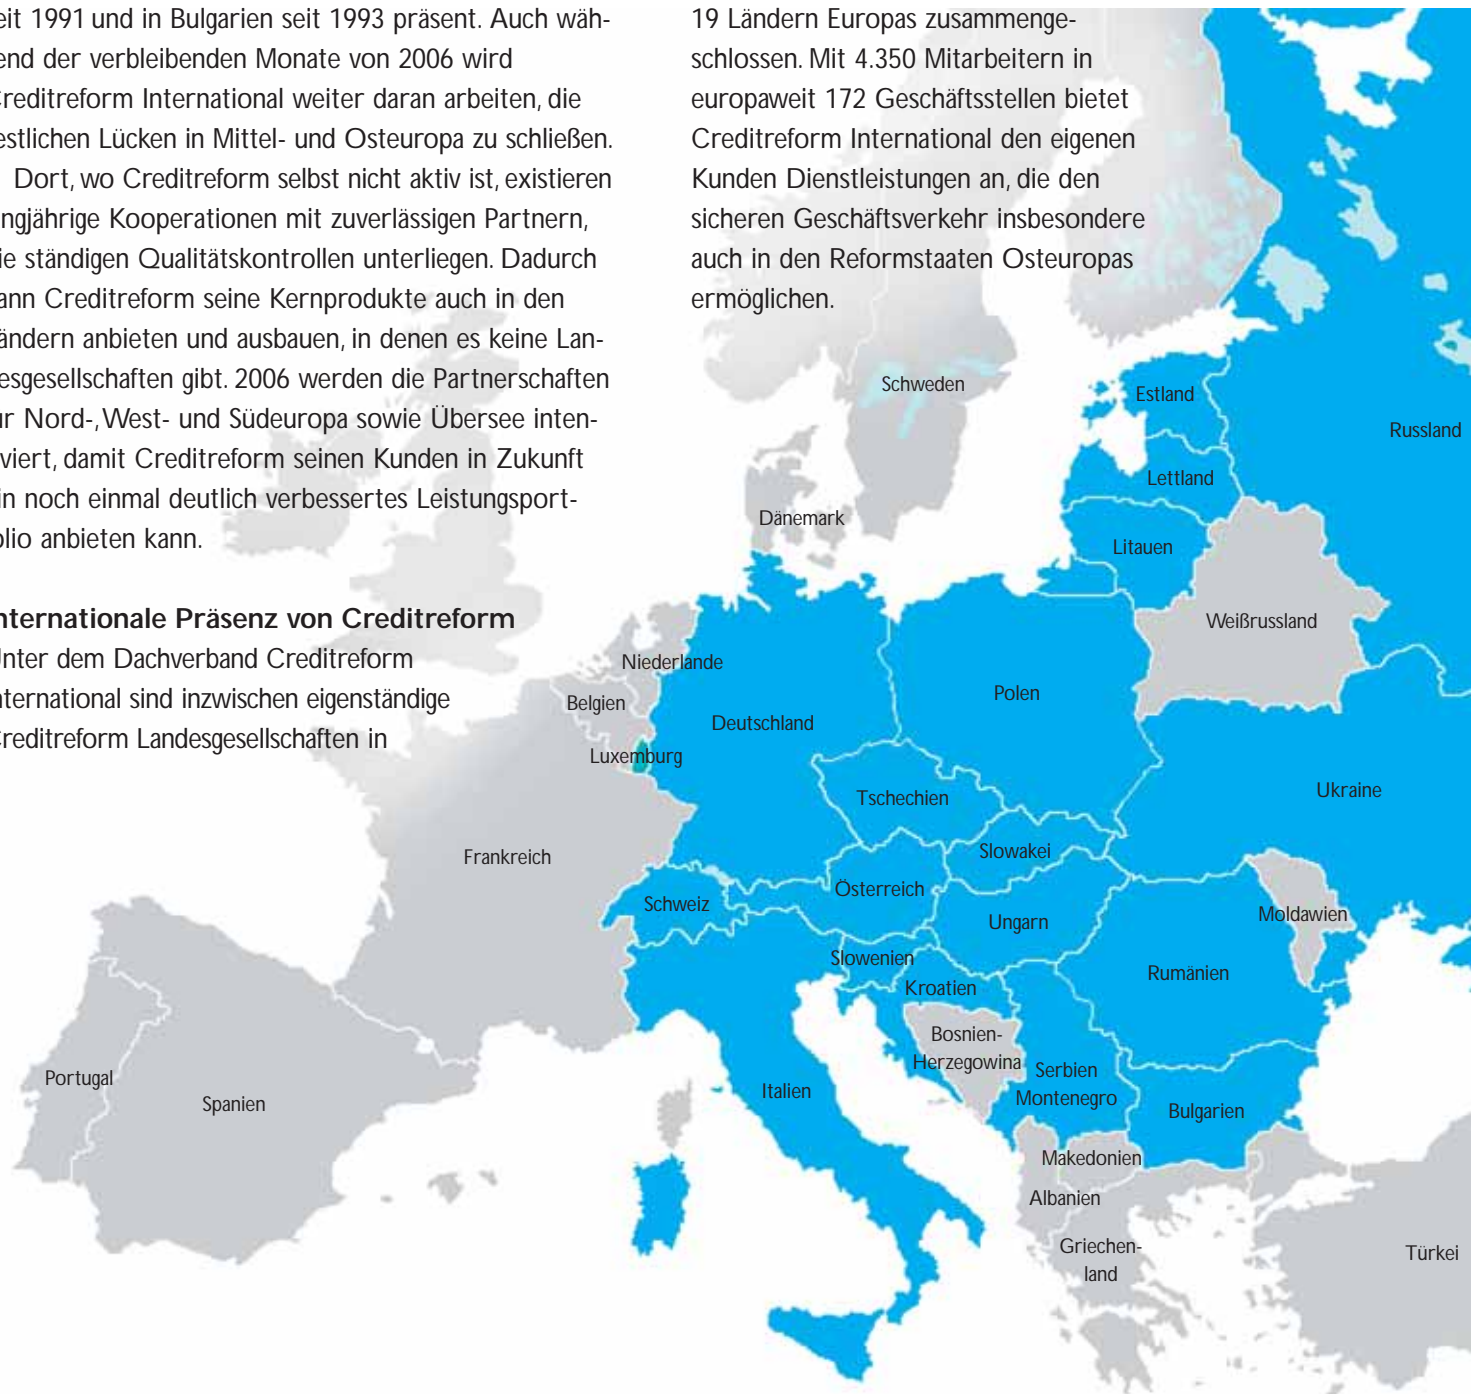 eit 1991 und in Bulgarien seit 1993 präsent. Auch wäh-
end der verbleibenden Monate von 2006 wird
Creditreform International weiter daran arbeiten, die
estlichen Lücken in Mittel- und Osteuropa zu schließen.
Dort, wo Creditreform selbst nicht aktiv ist, existieren
ngjährige Kooperationen mit zuverlässigen Partnern,
ie ständigen Qualitätskontrollen unterliegen. Dadurch
ann Creditreform seine Kernprodukte auch in den
ändern anbieten und ausbauen, in denen es keine Lan-
esgesellschaften gibt. 2006 werden die Partnerschaften
ur Nord-, West- und Südeuropa sowie Übersee inten-
viert, damit Creditreform seinen Kunden in Zukunft
in noch einmal deutlich verbessertes Leistungsport-
olio anbieten kann.
nternationale Präsenz von Creditreform
Unter dem Dachverband Creditreform
nternational sind inzwischen eigenständige
Creditreform Landesgesellschaften in
19 Ländern Europas zusammenge-
schlossen. Mit 4.350 Mitarbeitern in
europaweit 172 Geschäftsstellen bietet
Creditreform International den eigenen
Kunden Dienstleistungen an, die den
sicheren Geschäftsverkehr insbesondere
auch in den Reformstaaten Osteuropas
ermöglichen.
Schweden
Estland
Russland
Lettland
Dänemark
Litauen
Weißrussland
Niederlande
Polen
Belgien
Deutschland
Luxemburg
Ukraine
Tschechien
Slowakei
Frankreich
Österreich
Schweiz
Moldawien
Ungarn
Slowenien
Rumänien
Kroatien
Bosnien-
Herzegowina
Serbien
Montenegro
Portugal
Italien
Spanien
Bulgarien
Makedonien
Albanien
Griechen-
land
Türkei